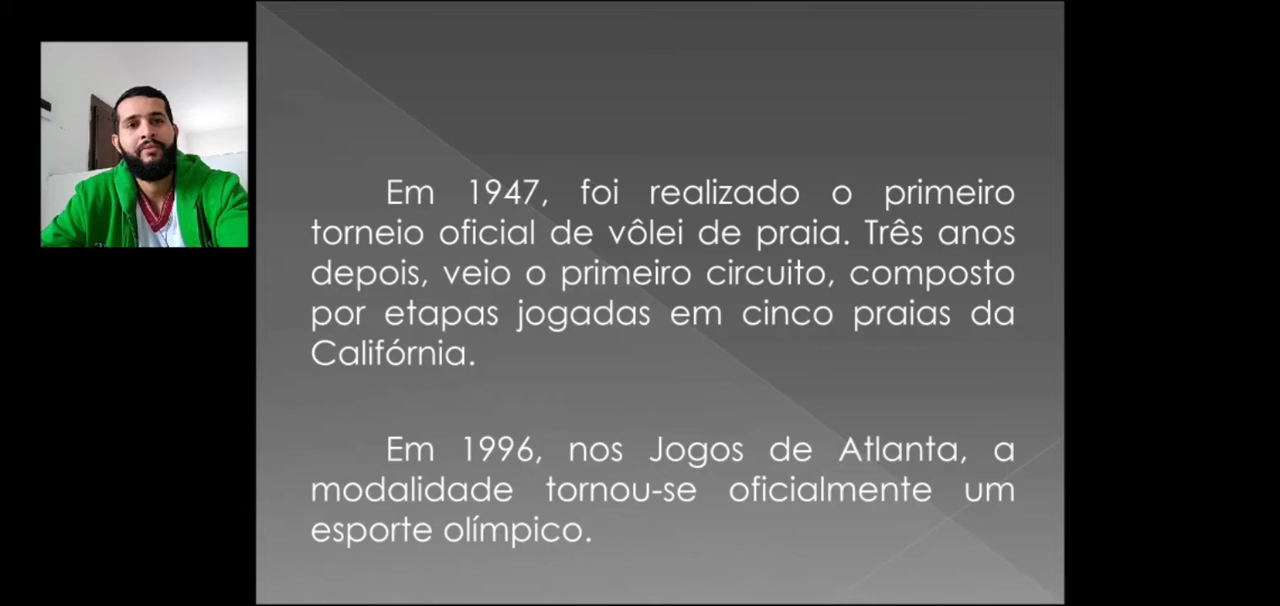 Em 1947, foi realizado o primeiro
torneio oficial de vôlei de praia. Três anos
depois, veio o primeiro circuito, composto
por etapas jogadas em cinco praias da
Califórnia.
Em 1996, nos Jogos de Atlanta, a
modalidade tornou-se oficialmente um
esporte olímpico.